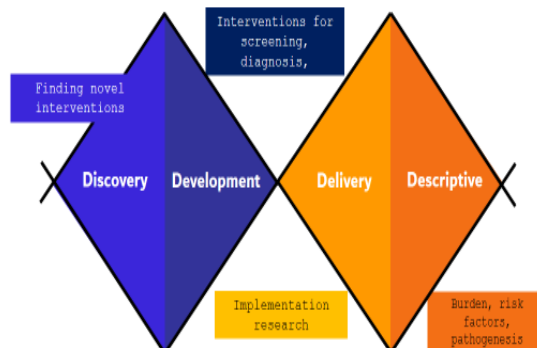 Interventions for
screening,
diagnosis,
Finding novel
interventions
Discovery
Development
Delivery
Descriptive
Implementation
research
Burden, risk
factors,
pathogenesis